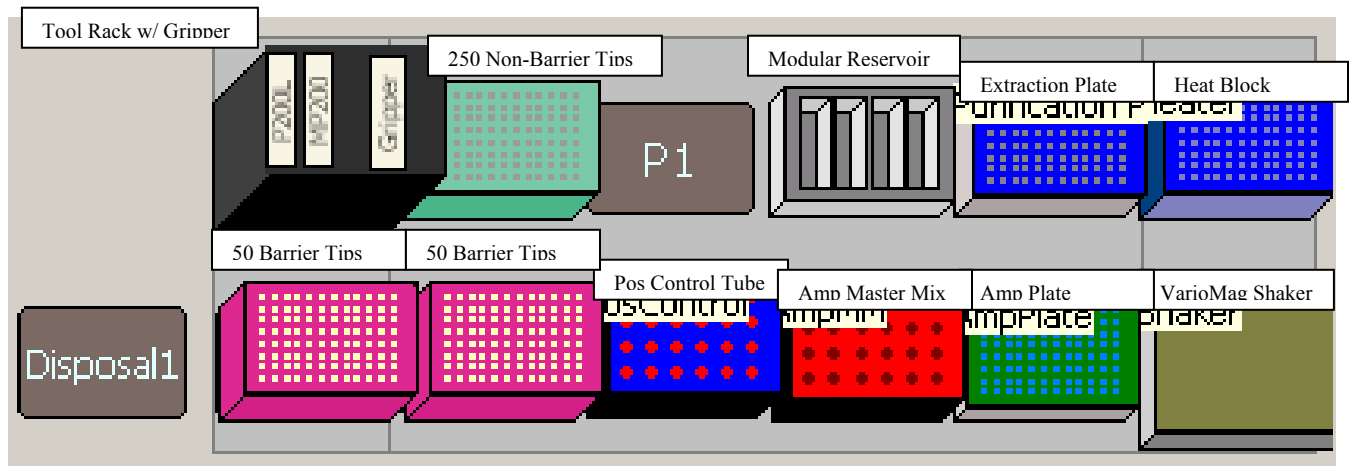 Tool Rack w/ Gripper
250 Non-Barrier Tips
Modular Reservoir
Extraction Plate
Heat Block
P200L
MP200
Gripper
P1
50 Barrier Tips
50 Barrier Tips
Pos Control Tube
Amp Master Mix
Amp Plate
VarioMag Shaker
Disposal1